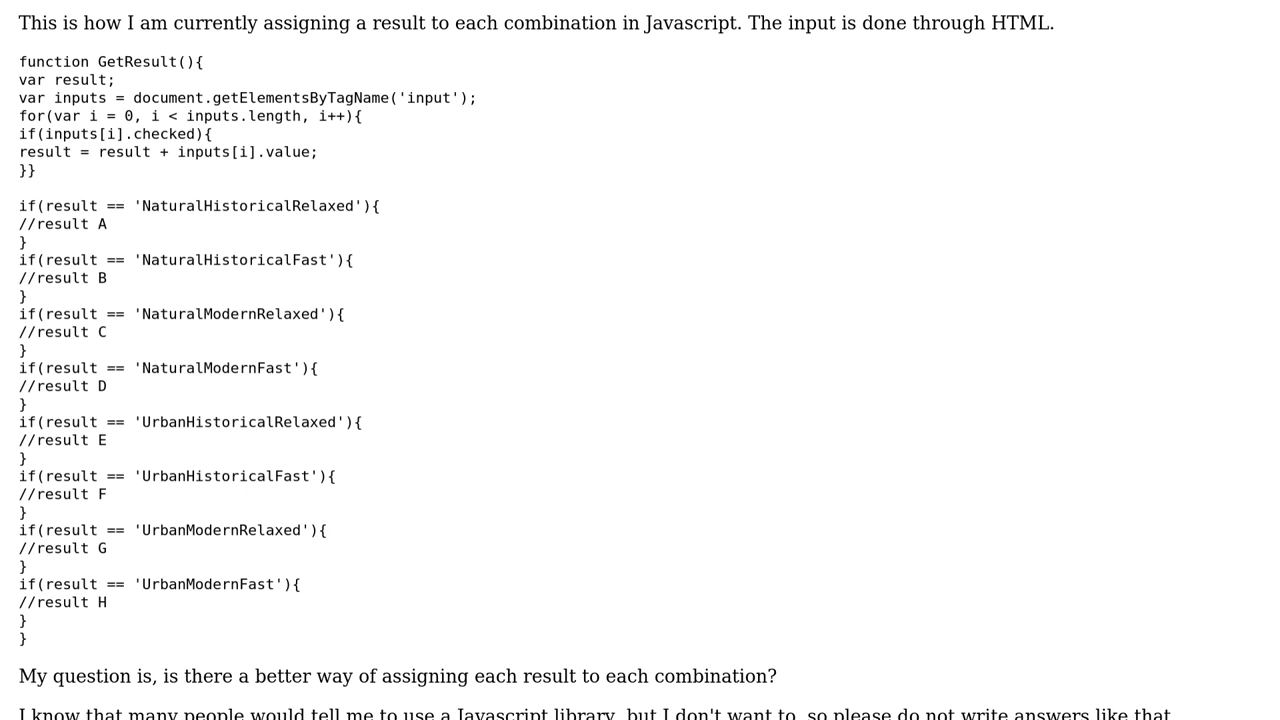 This is how I am currently assigning a result to each combination in Javascript. The input is done through HTML.
function GetResult(){
var result;
var inputs = document.getElementsByTagName('input');
for(var i = 0, i < inputs.length, i++){
if(inputs[i].checked){
result = result + inputs[i].value;
}}
if(result == 'NaturalHistoricalRelaxed'){
//result A
}
if(result == 'NaturalHistoricalFast'){
//result B
}
if(result == 'NaturalModernRelaxed'){
//result C
}
if(result == 'NaturalModernFast'){
//result D
}
if(result == 'UrbanHistoricalRelaxed'){
//result E
}
if(result == 'UrbanHistoricalFast'){
//result F
}
if(result == 'UrbanModernRelaxed'){
//result G
}
if(result == 'UrbanModernFast'){
//result H
}
}
My question is, is there a better way of assigning each result to each combination?
I know that many people would tell me to use a Javascript library, but I don't want to, so please do not write answers like that.